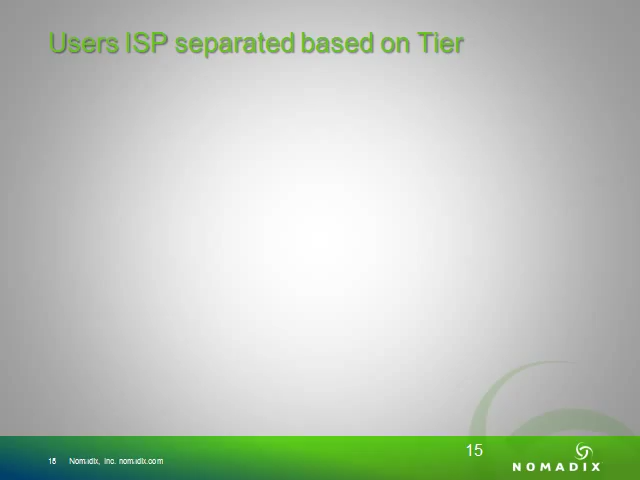 Users ISP separated based on Tier
15
15 Nomadix, Inc. nomadix.com
NOMADIX